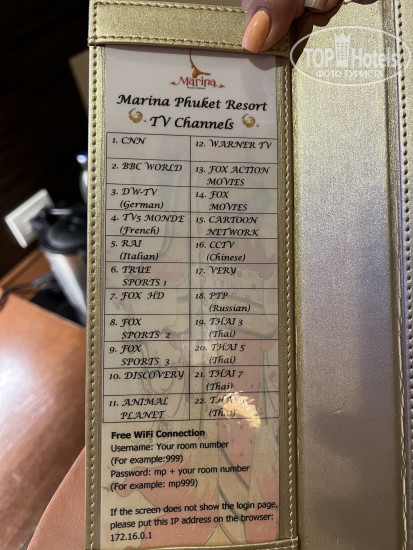 TopHotels
ФОТО ТУРИСТА
Marina
Marina Phuket Resort
TV Channels
1. CNN
2. BBC WORLD
3. DW-TV
(German)
4. TV5 MONDE
(French)
5. RAI
(Italian)
6. TRUE
SPORTS 1
7. FOX HD
8. FOX
SPORTS 2
9. FOX
SPORTS 3
10. DISCOVERY
11. ANIMAL
PLANET
12. WARNER TV
13. FOX ACTION
MOVIES
14. FOX
MOVIES
15. CARTOON
NETWORK
16. CCTV
(Chinese)
17. VERY
18. PTP
(Russian)
19. THAI 3
(Thai)
20. THAI 5
(Thai)
21. THAI 7
(Thai)
22.
Free WiFi Connection
Username: Your room number
(For example:999)
Password: mp + your room number
(For example: mp999)
If the screen does not show the login page,
please put this IP address on the browser:
172.16.0.1